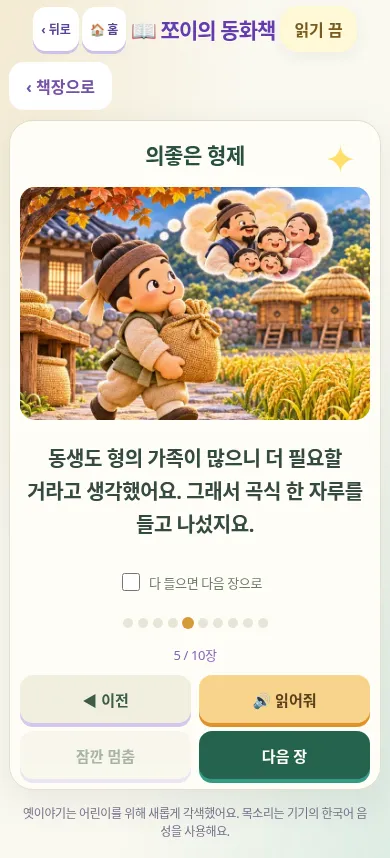 ‹ 뒤로 🏠 홈 📖 쪼이의 동화책 읽기 끔
‹ 책장으로
의좋은 형제
동생도 형의 가족이 많으니 더 필요할
거라고 생각했어요. 그래서 곡식 한 자루를
들고 나섰지요.
다 들으면 다음 장으로
5 / 10장
◀ 이전 🔊 읽어줘
잠깐 멈춤 다음 장
옛이야기는 어린이를 위해 새롭게 각색했어요. 목소리는 기기의 한국어 음
성을 사용해요.